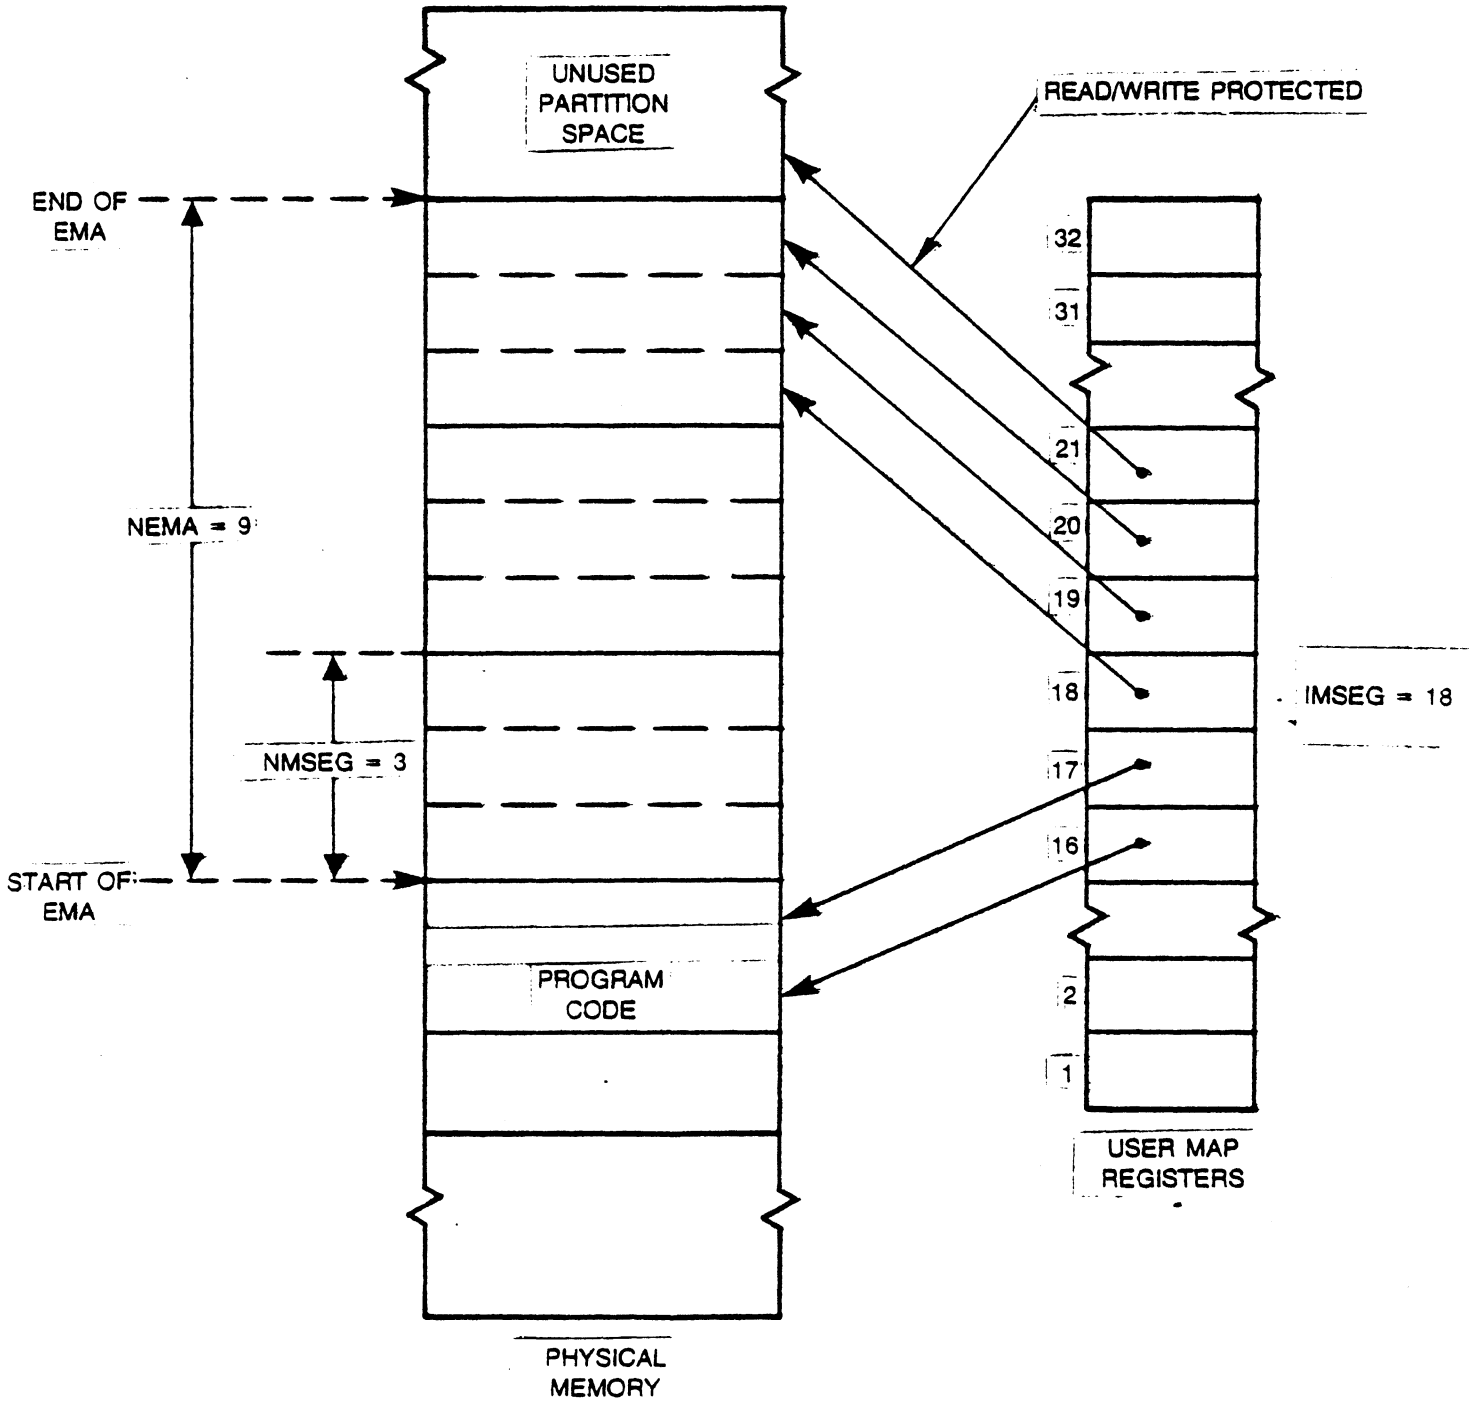 UNUSED
PARTITION
SPACE
READ/WRITE PROTECTED
END OF
EMA
32
31
21
20
NEMA = 9
19
18
IMSEG = 18
NMSEG = 3
17
16
START OF
EMA
PROGRAM
CODE
2
1
USER MAP
REGISTERS
PHYSICAL
MEMORY